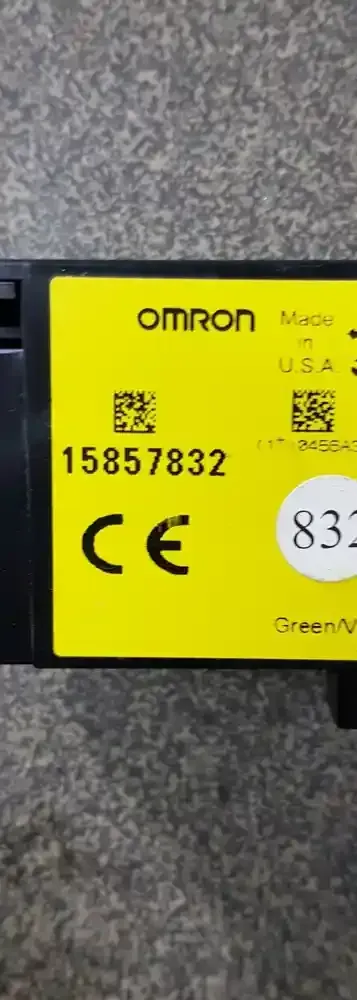 OMRON
Made
in
U.S.A.
15857832
CE
832
Green/